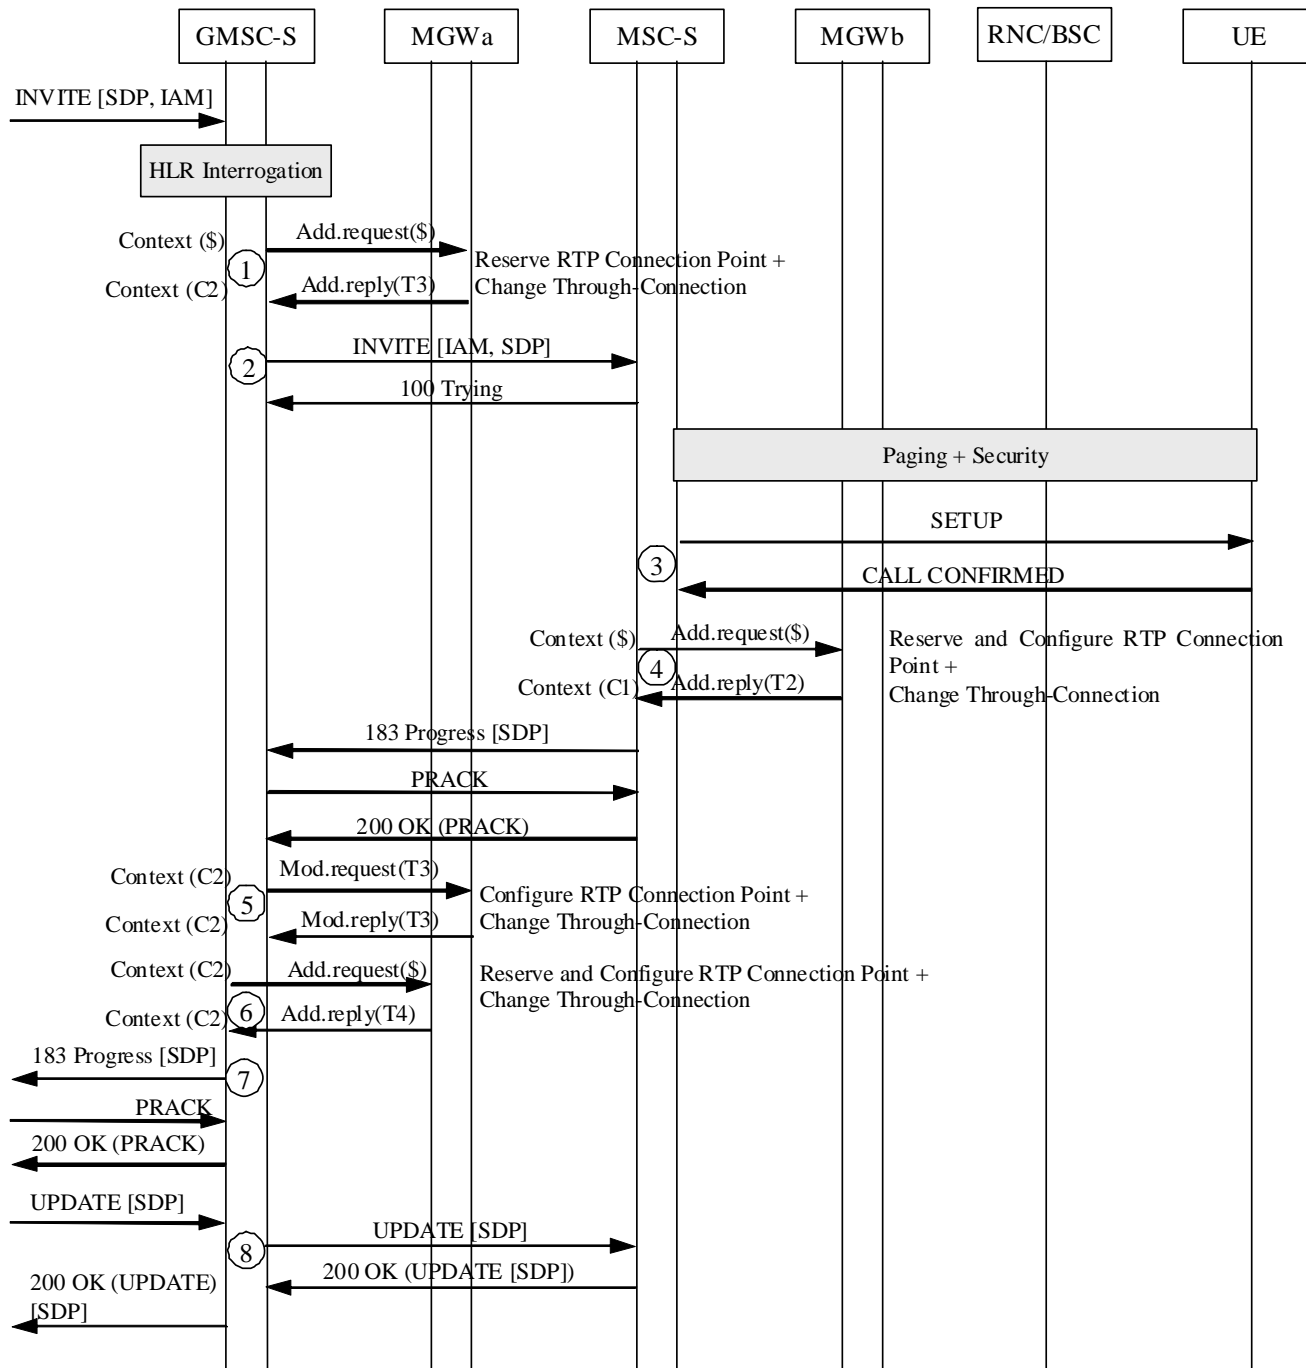 GMSC-S
MGWa
MSC-S
MGWb
RNC/BSC
UE
INVITE [SDP, IAM]
HLR Interrogation
Context ($)
Add.request($)
1
Reserve RTP Connection Point +
Change Through-Connection
Context (C2)
Add.reply(T3)
2
INVITE [IAM, SDP]
100 Trying
Paging + Security
SETUP
3
CALL CONFIRMED
Context ($)
Add.request($)
Reserve and Configure RTP Connection
Point +
Change Through-Connection
4
Context (C1)
Add.reply(T2)
183 Progress [SDP]
PRACK
200 OK (PRACK)
Context (C2)
Mod.request(T3)
5
Configure RTP Connection Point +
Change Through-Connection
Context (C2)
Mod.reply(T3)
Context (C2)
Add.request($)
Reserve and Configure RTP Connection Point +
Change Through-Connection
6
Context (C2)
Add.reply(T4)
183 Progress [SDP]
7
PRACK
200 OK (PRACK)
UPDATE [SDP]
8
UPDATE [SDP]
200 OK (UPDATE [SDP])
200 OK (UPDATE)
[SDP]